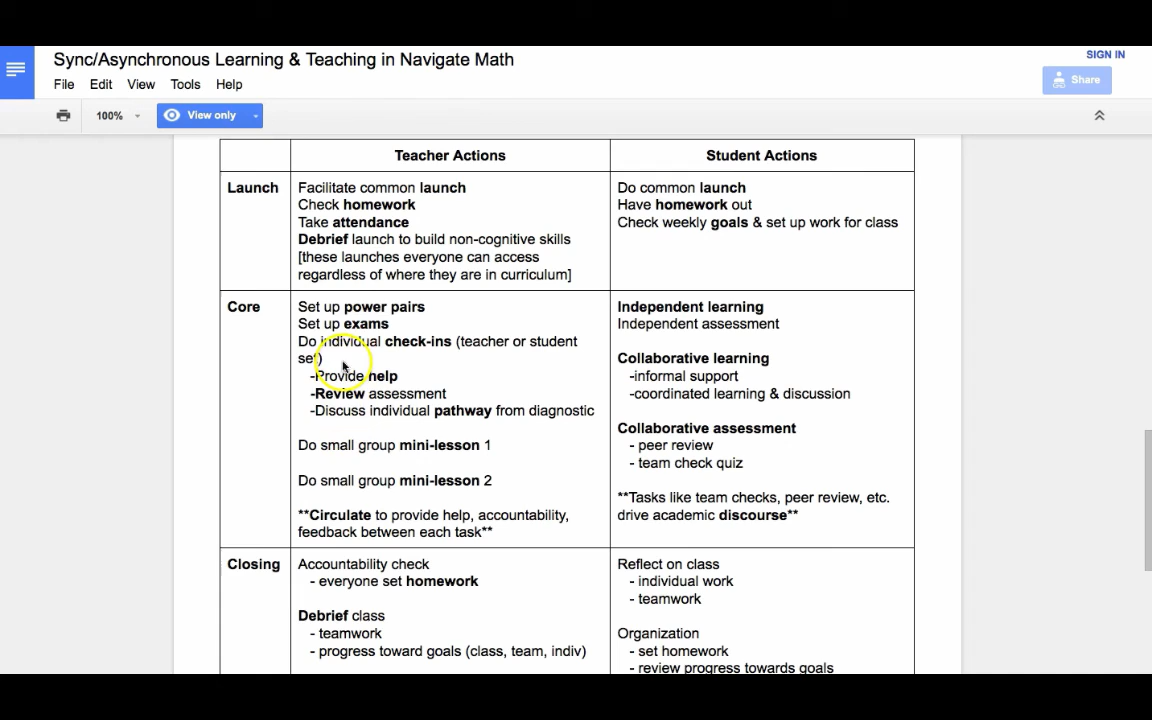 Sync/Asynchronous Learning & Teaching in Navigate Math
SIGN IN
File Edit View Tools Help
Share
100% View only
Teacher Actions Student Actions
Launch
Facilitate common launch
Check homework
Take attendance
Debrief launch to build non-cognitive skills
[these launches everyone can access
regardless of where they are in curriculum]
Do common launch
Have homework out
Check weekly goals & set up work for class
Core
Set up power pairs
Set up exams
Do individual check-ins (teacher or student
set)
-Provide help
-Review assessment
-Discuss individual pathway from diagnostic
Do small group mini-lesson 1
Do small group mini-lesson 2
**Circulate to provide help, accountability,
feedback between each task**
Independent learning
Independent assessment
Collaborative learning
-informal support
-coordinated learning & discussion
Collaborative assessment
- peer review
- team check quiz
**Tasks like team checks, peer review, etc.
drive academic discourse**
Closing
Accountability check
- everyone set homework
Debrief class
- teamwork
- progress toward goals (class, team, indiv)
Reflect on class
- individual work
- teamwork
Organization
- set homework
- review progress towards goals